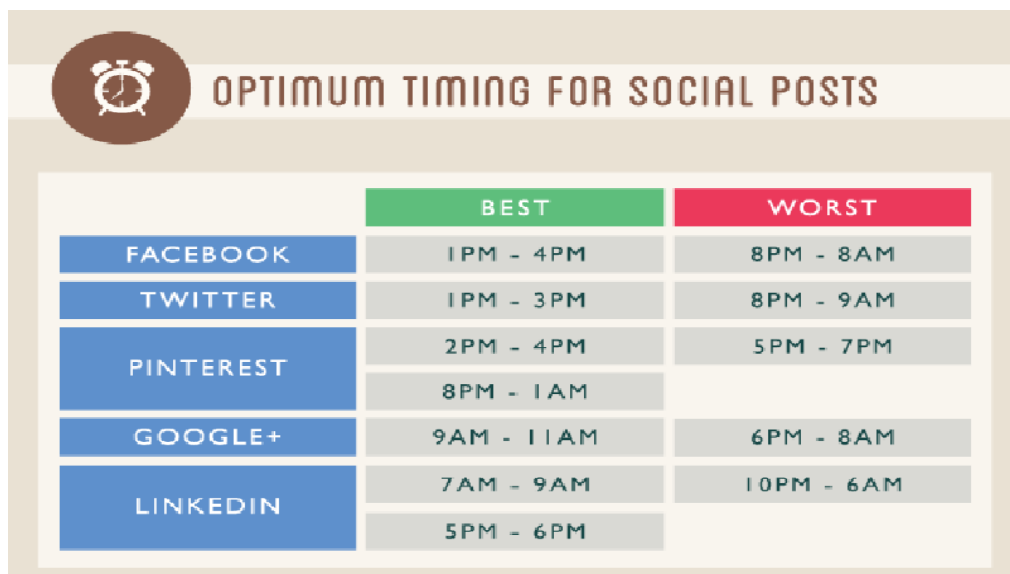 OPTIMUM TIMING FOR SOCIAL POSTS
BEST WORST
FACEBOOK 1PM - 4PM 8PM - 8AM
TWITTER 1PM - 3PM 8PM - 9AM
PINTEREST 2PM - 4PM 5PM - 7PM
8PM - 1AM
GOOGLE+ 9AM - 11AM 6PM - 8AM
LINKEDIN 7AM - 9AM 10PM - 6AM
5PM - 6PM